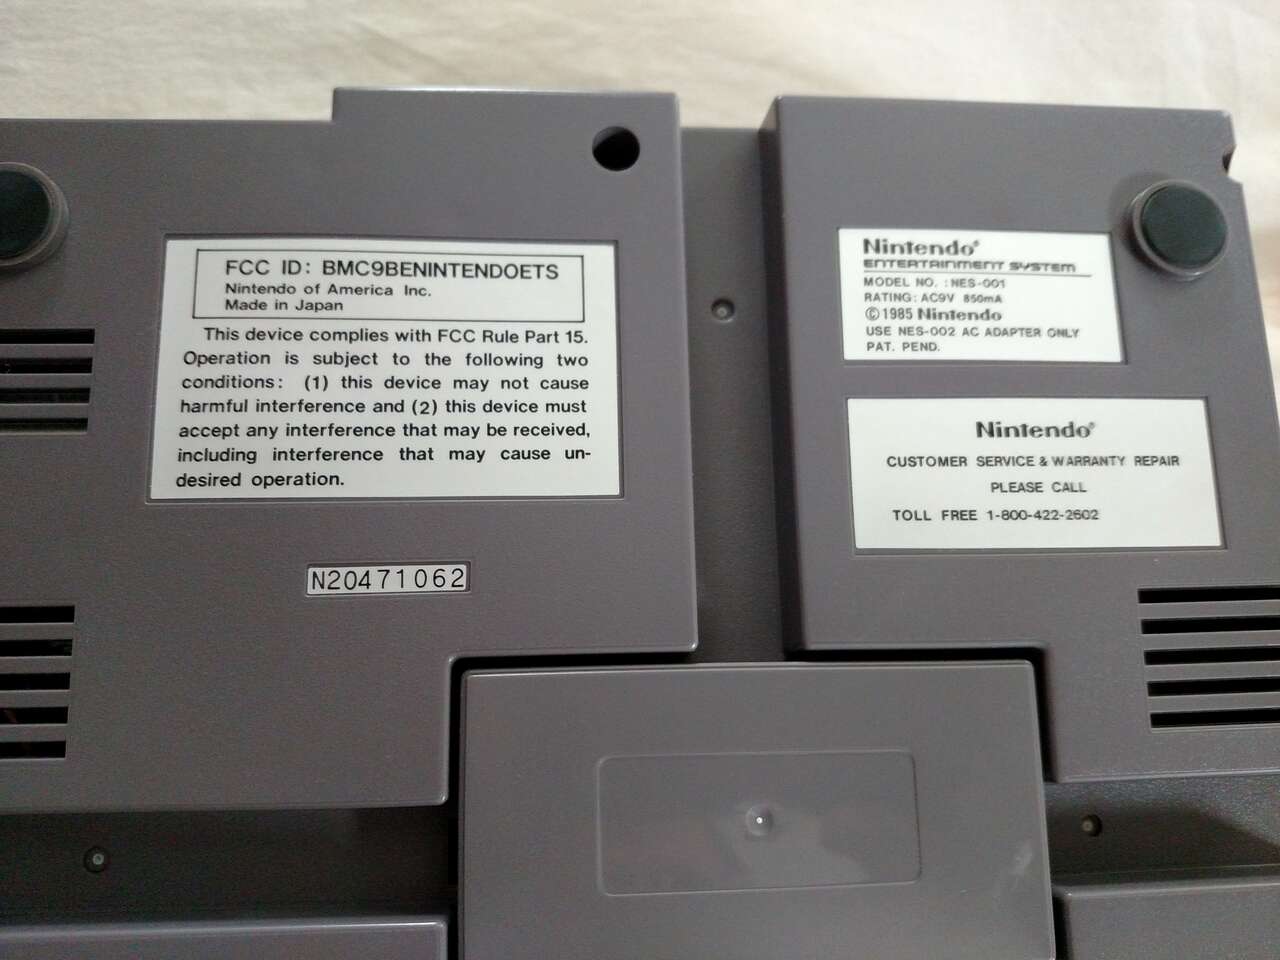 FCC ID: BMC9BENINTENDOETS
Nintendo of America Inc.
Made in Japan
This device complies with FCC Rule Part 15.
Operation is subject to the following two
conditions: (1) this device may not cause
harmful interference and (2) this device must
accept any interference that may be received,
including interference that may cause un-
desired operation.
N20471062
Nintendo®
ENTERTAINMENT SYSTEM
MODEL NO. : NES-001
RATING: AC9V 850mA
©1985 Nintendo
USE NES-002 AC ADAPTER ONLY
PAT. PEND.
Nintendo®
CUSTOMER SERVICE & WARRANTY REPAIR
PLEASE CALL
TOLL FREE 1-800-422-2602